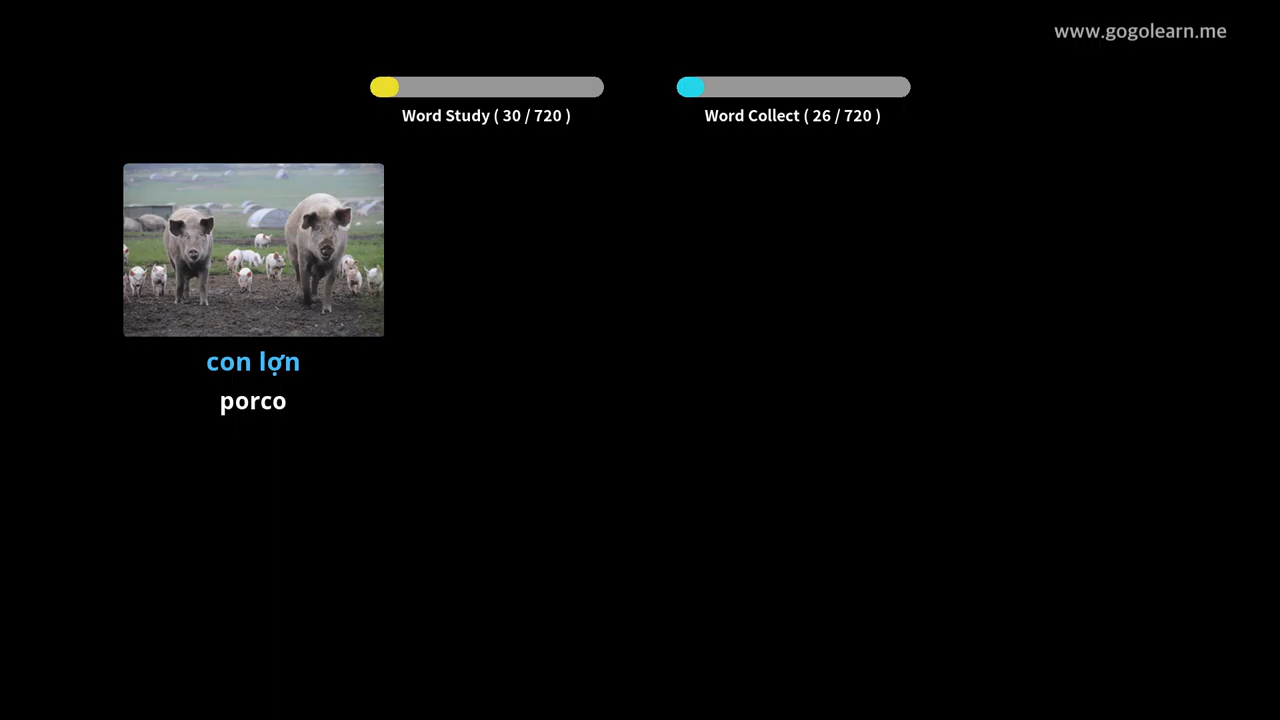 www.gogolearn.me
Word Study ( 30 / 720 )
Word Collect ( 26 / 720 )
con lợn
porco